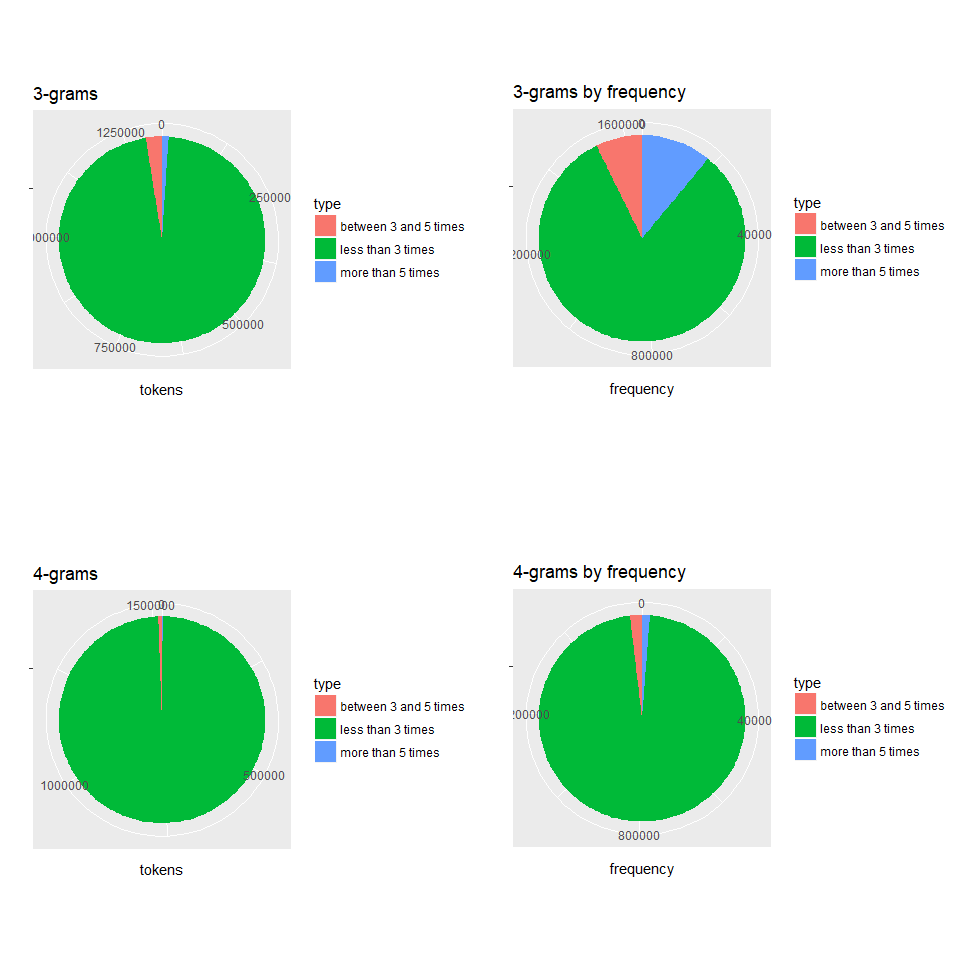 3-grams
0
1250000
250000
000000
500000
750000
tokens
type
between 3 and 5 times
less than 3 times
more than 5 times
3-grams by frequency
1600000
0
40000
200000
800000
frequency
type
between 3 and 5 times
less than 3 times
more than 5 times
4-grams
1500000
0
1000000
500000
tokens
type
between 3 and 5 times
less than 3 times
more than 5 times
4-grams by frequency
0
200000
40000
800000
frequency
type
between 3 and 5 times
less than 3 times
more than 5 times